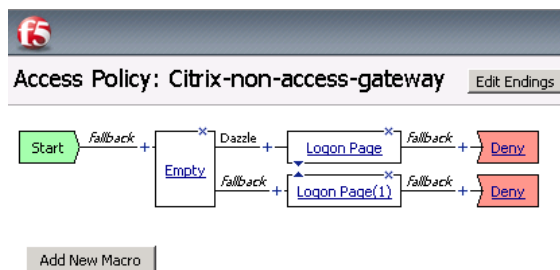 f5
Access Policy: Citrix-non-access-gateway Edit Endings
Start Fallback + Empty × Dazzle + Logon Page × Fallback + Deny
Fallback + Logon Page(1) × Fallback + Deny
Add New Macro